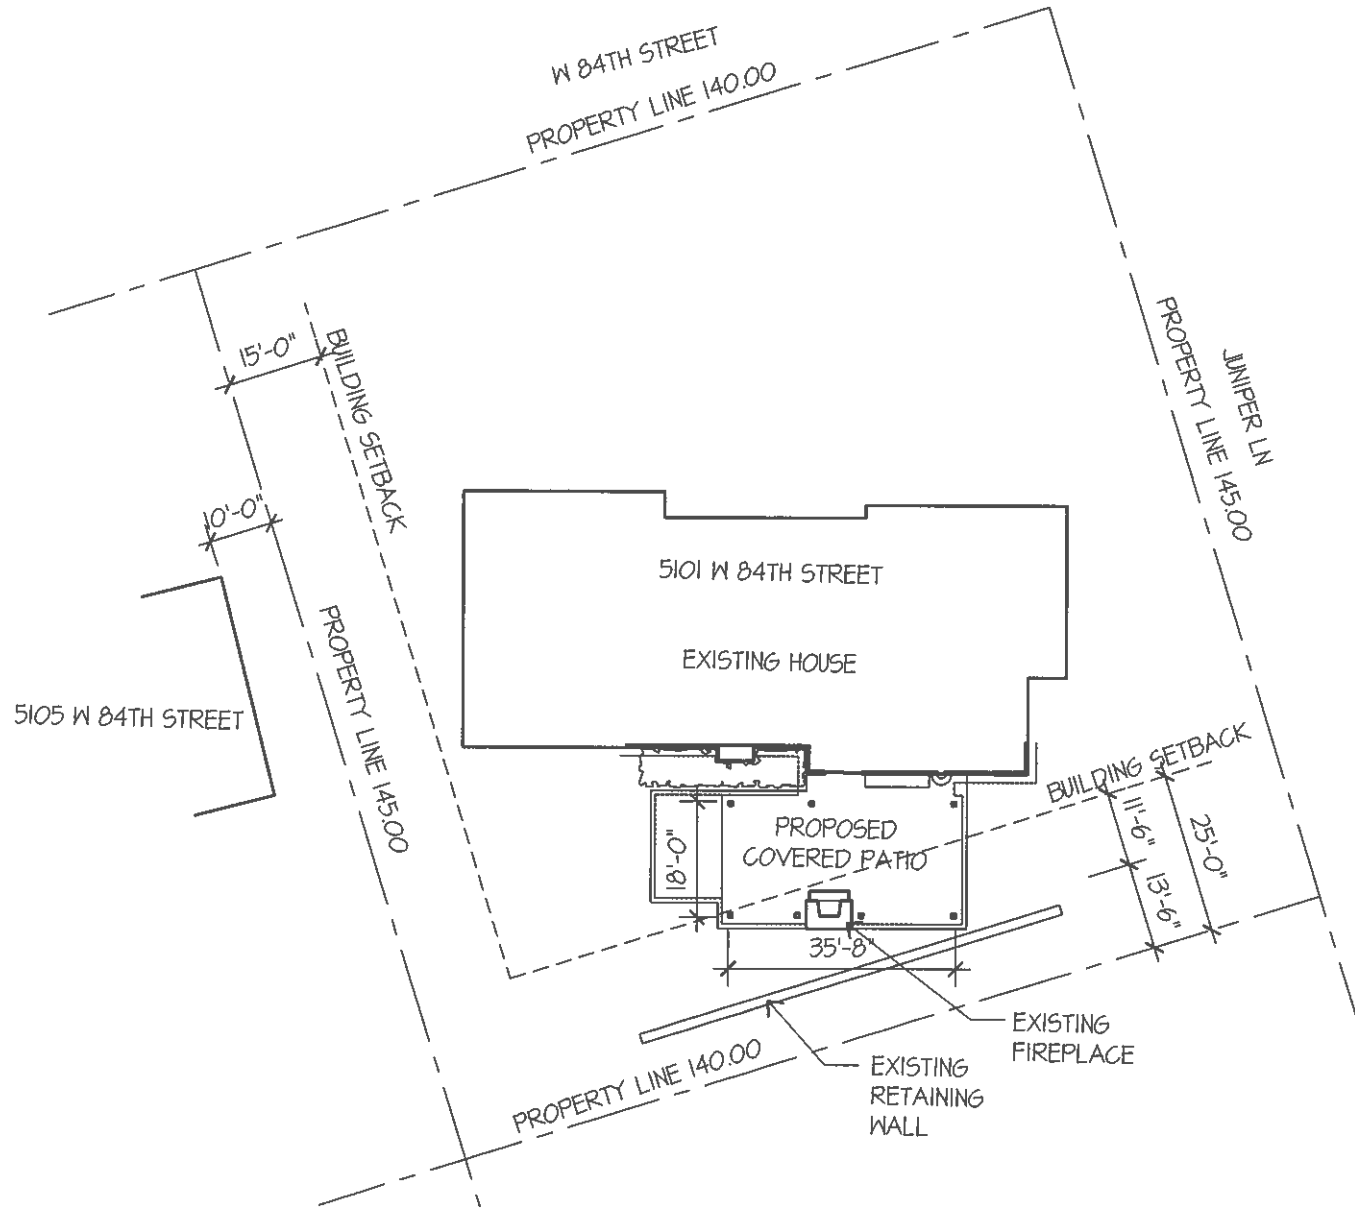 W 84TH STREET
PROPERTY LINE 140.00
15'-0"
BUILDING SETBACK
PROPERTY LINE 145.00
JUNIPER LN
10'-0"
5101 W 84TH STREET
EXISTING HOUSE
5105 W 84TH STREET
PROPERTY LINE 145.00
BUILDING SETBACK
11'-6"
25'-0"
13'-6"
PROPOSED
COVERED PATIO
18'-0"
35'-8"
EXISTING
FIREPLACE
PROPERTY LINE 140.00
EXISTING
RETAINING
WALL